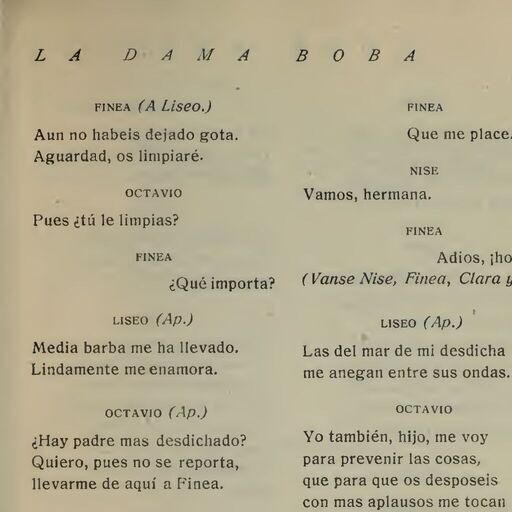 LA DAMA BOBA
FINEA (A Liseo.)
Aun no habeis dejado gota.
Aguardad, os limpiaré.
OCTAVIO
Pues ¿tú le limpias?
FINEA
¿Qué importa?
LISEO (Ap.)
Media barba me ha llevado.
Lindamente me enamora.
OCTAVIO (Ap.)
¿Hay padre mas desdichado?
Quiero, pues no se reporta,
llevarme de aquí a Finea.
FINEA
Que me place.
NISE
Vamos, hermana.
FINEA
Adios, ¡ho
(Vanse Nise, Finea, Clara y
LISEO (Ap.)
Las del mar de mi desdicha
me anegan entre sus ondas.
OCTAVIO
Yo también, hijo, me voy
para prevenir las cosas,
que para que os desposeis
con mas aplausos me tocan